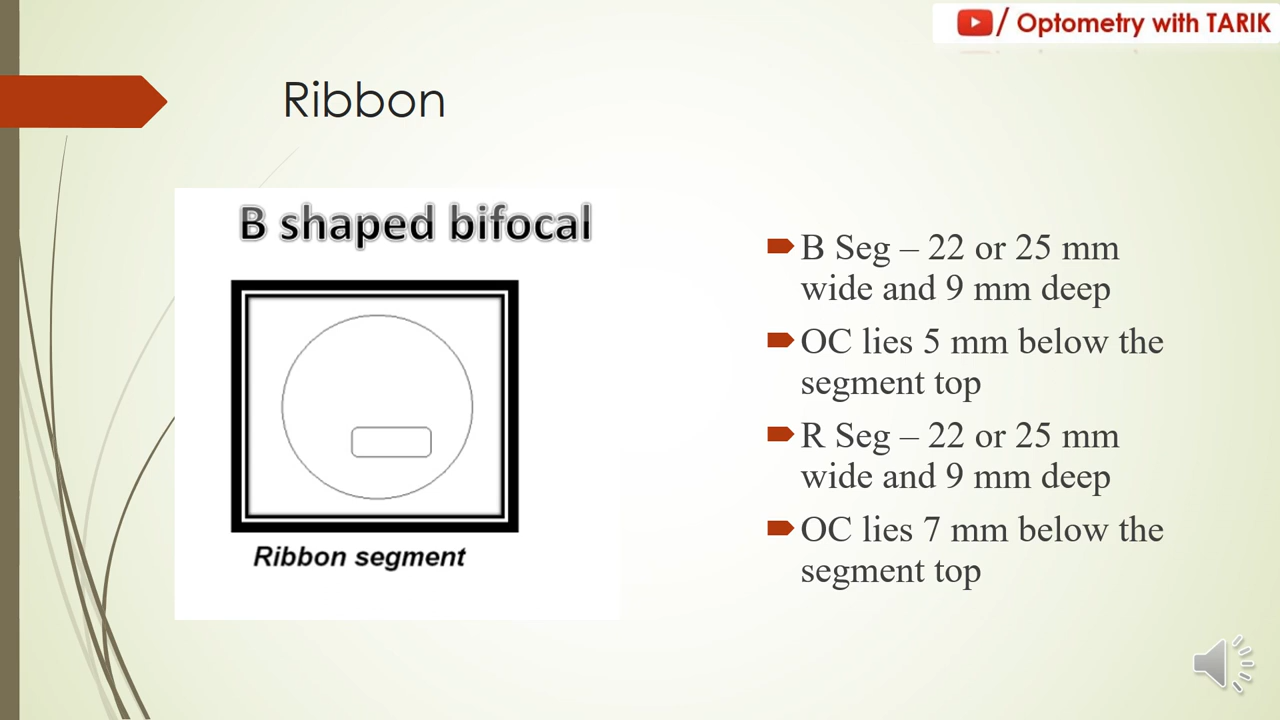 / Optometry with TARIK
Ribbon
B shaped bifocal
Ribbon segment
B Seg – 22 or 25 mm
wide and 9 mm deep
OC lies 5 mm below the
segment top
R Seg – 22 or 25 mm
wide and 9 mm deep
OC lies 7 mm below the
segment top